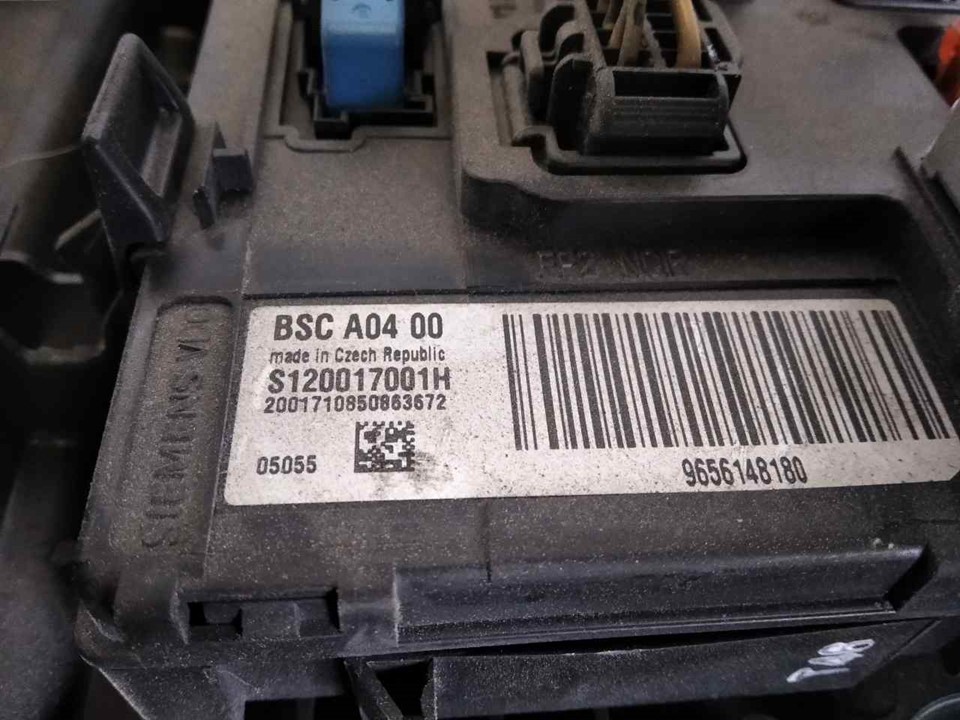 BSC A04 00
made in Czech Republic
S120017001H
2001710850863672
05055
9656148180
SIEMENS VDO